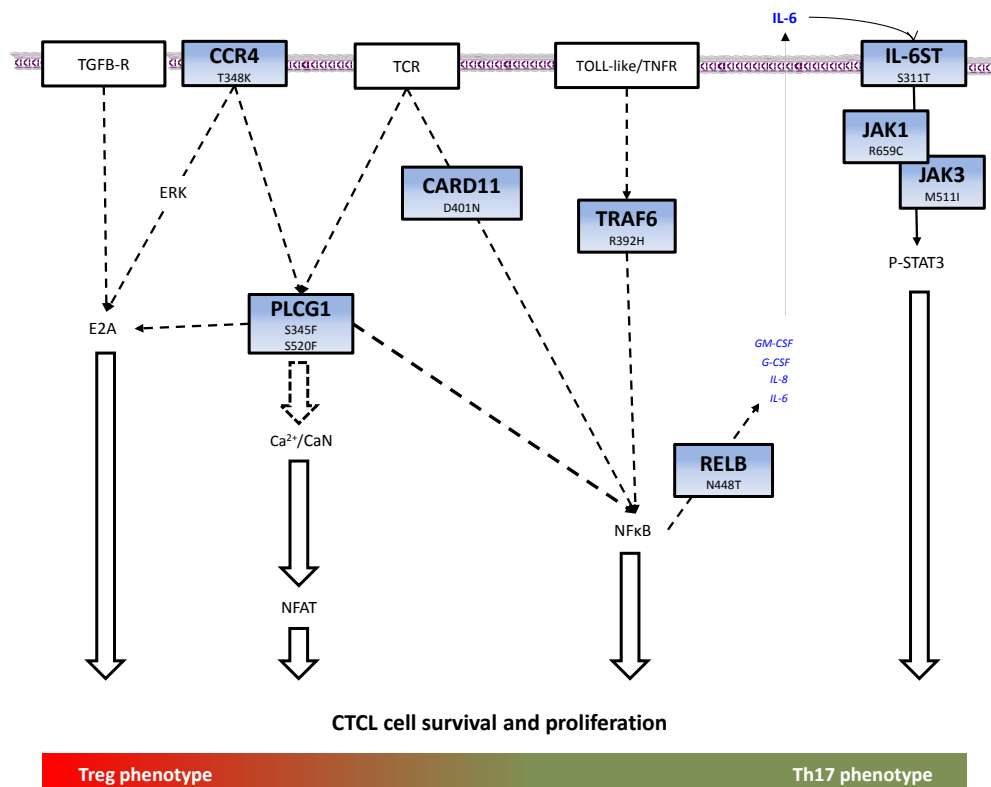 IL-6
TGFB-R
CCR4
T348K
TCR
TOLL-like/TNFR
IL-6ST
S311T
JAK1
R659C
JAK3
M511I
CARD11
D401N
ERK
TRAF6
R392H
P-STAT3
PLCG1
S345F
S520F
E2A
GM-CSF
G-CSF
IL-8
IL-6
Ca²⁺/CaN
RELB
N448T
NFκB
NFAT
CTCL cell survival and proliferation
Treg phenotype
Th17 phenotype